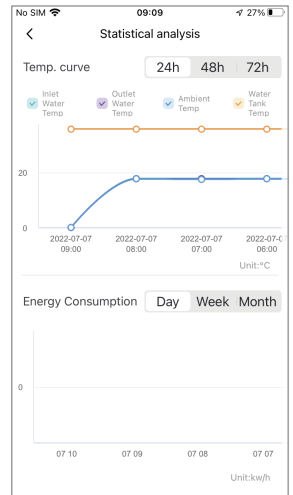 No SIM 09:09 27%
Statistical analysis
Temp. curve 24h 48h 72h
Inlet Water Temp
Outlet Water Temp
Ambient Temp
Water Tank Temp
20
0
2022-07-07 09:00
2022-07-07 08:00
2022-07-07 07:00
2022-07-0 06:00
Unit:°C
Energy Consumption Day Week Month
0
07 10 07 09 07 08 07 07
Unit:kw/h